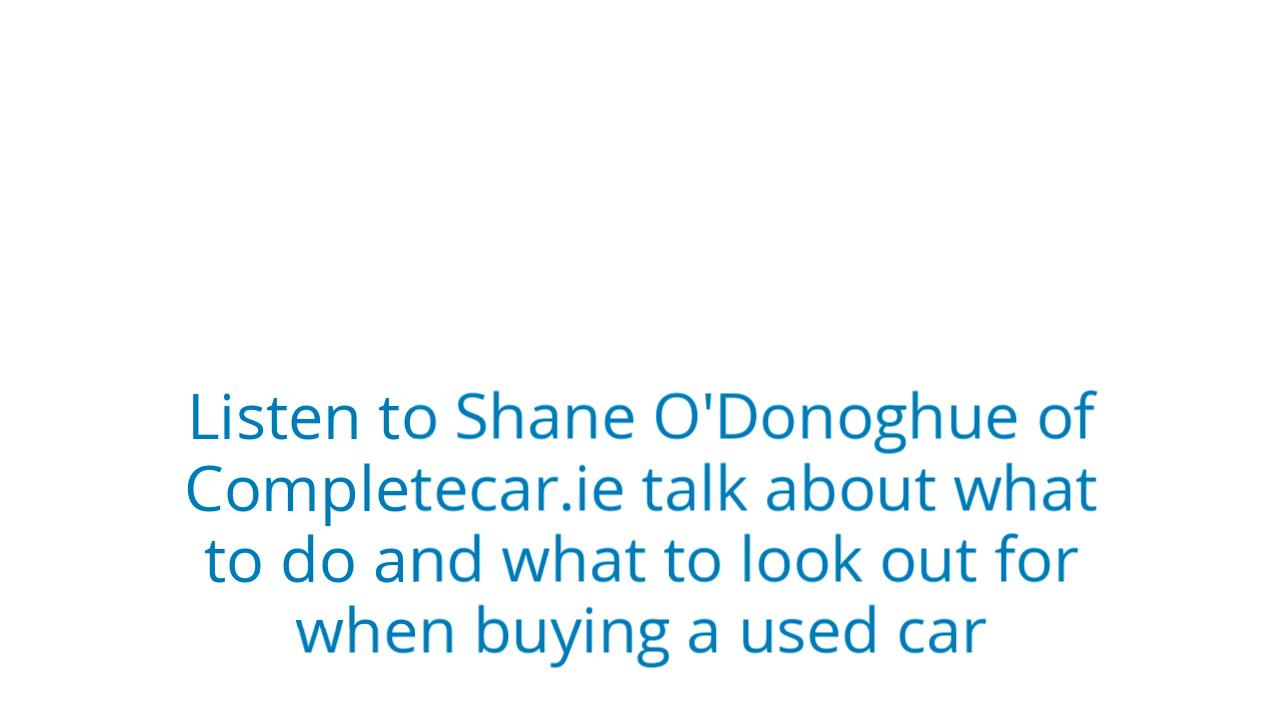 Listen to Shane O'Donoghue of
Completecar.ie talk about what
to do and what to look out for
when buying a used car